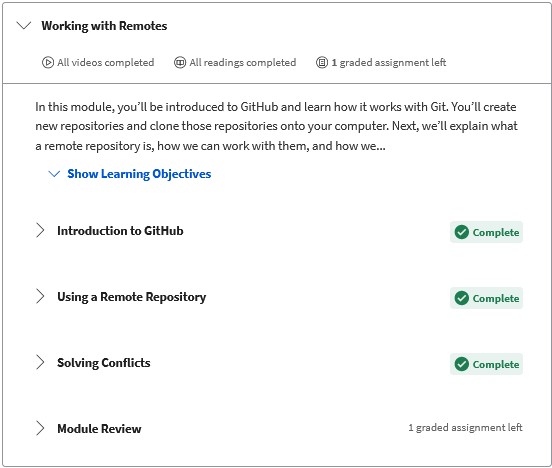 Working with Remotes
All videos completed All readings completed 1 graded assignment left
In this module, you’ll be introduced to GitHub and learn how it works with Git. You’ll create
new repositories and clone those repositories onto your computer. Next, we’ll explain what
a remote repository is, how we can work with them, and how we...
Show Learning Objectives
Introduction to GitHub Complete
Using a Remote Repository Complete
Solving Conflicts Complete
Module Review 1 graded assignment left